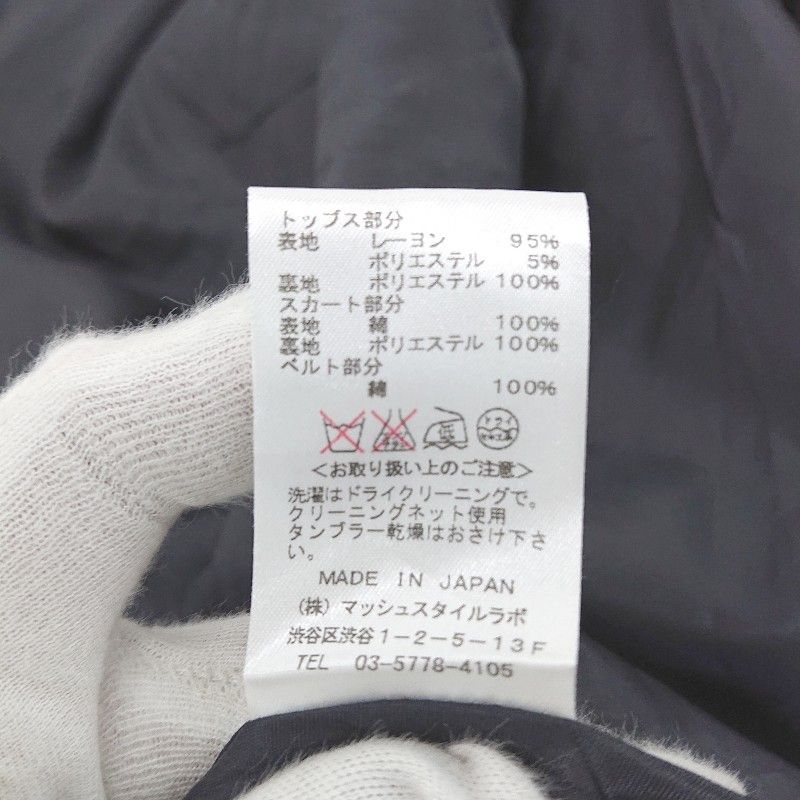 トップス部分
表地 レーヨン 95%
ポリエステル 5%
裏地 ポリエステル 100%
スカート部分
表地 綿 100%
裏地 ポリエステル 100%
ベルト部分
綿 100%
低 ドライ
＜お取り扱い上のご注意＞
洗濯はドライクリーニングで。
クリーニングネット使用
タンブラー乾燥はおさけ下さ
い。
MADE IN JAPAN
(株) マッシュスタイルラボ
渋谷区渋谷1-2-5-13F
TEL 03-5778-4105